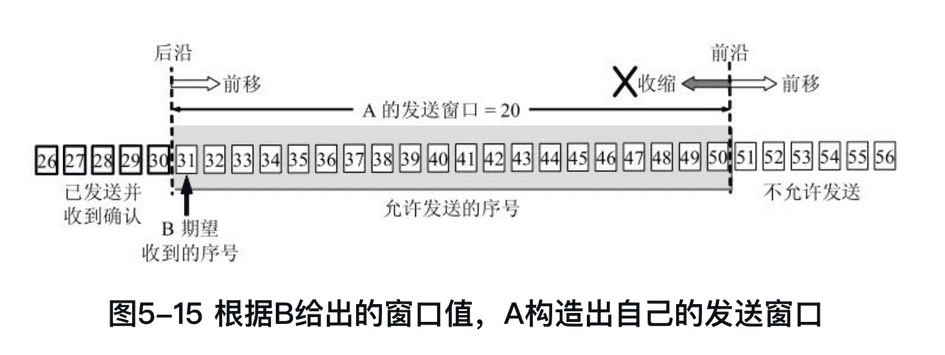 后沿 前沿
前移 收缩 前移
A 的发送窗口 = 20
26 27 28 29 30 31 32 33 34 35 36 37 38 39 40 41 42 43 44 45 46 47 48 49 50 51 52 53 54 55 56
已发送并
收到确认
B 期望
收到的序号
允许发送的序号
不允许发送
图5-15 根据B给出的窗口值，A构造出自己的发送窗口